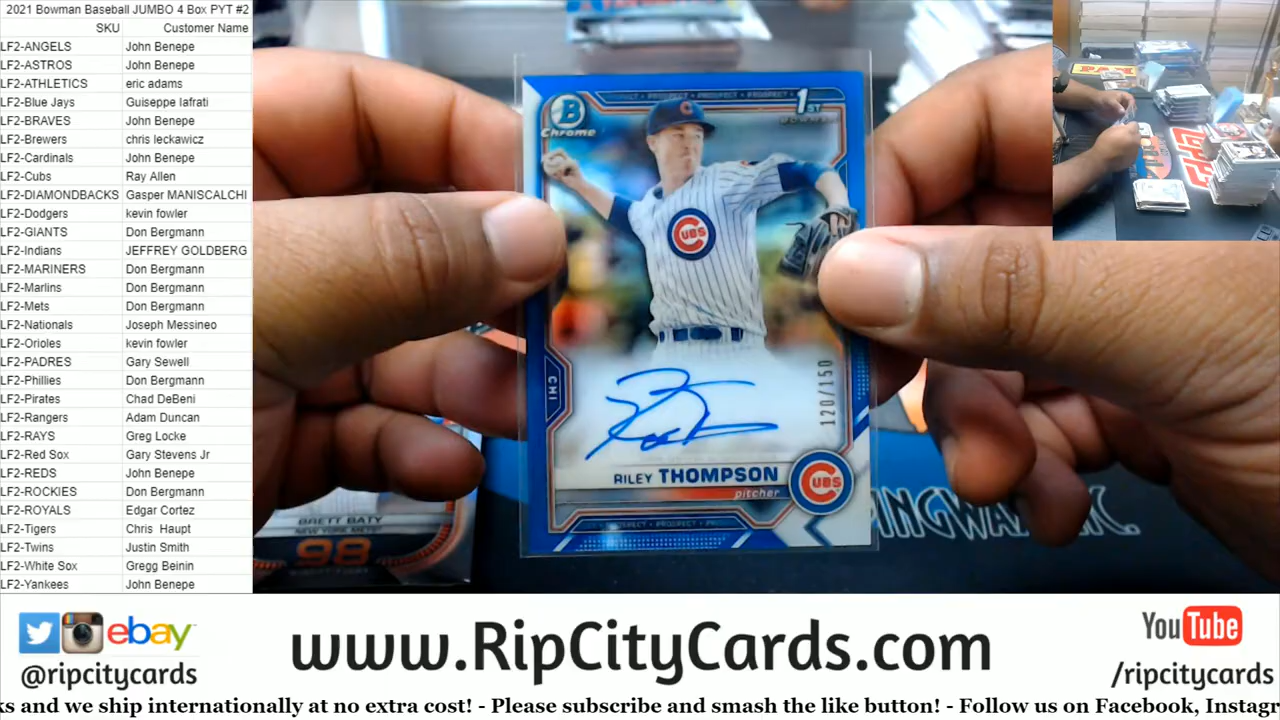 2021 Bowman Baseball JUMBO 4 Box PYT #2
SKU Customer Name
LF2-ANGELS John Benepe
LF2-ASTROS John Benepe
LF2-ATHLETICS eric adams
LF2-Blue Jays Guiseppe Iafrati
LF2-BRAVES John Benepe
LF2-Brewers chris leckawicz
LF2-Cardinals John Benepe
LF2-Cubs Ray Allen
LF2-DIAMONDBACKS Gasper MANISCALCHI
LF2-Dodgers kevin fowler
LF2-GIANTS Don Bergmann
LF2-Indians JEFFREY GOLDBERG
LF2-MARINERS Don Bergmann
LF2-Marlins Don Bergmann
LF2-Mets Don Bergmann
LF2-Nationals Joseph Messineo
LF2-Orioles kevin fowler
LF2-PADRES Gary Sewell
LF2-Phillies Don Bergmann
LF2-Pirates Chad DeBeni
LF2-Rangers Adam Duncan
LF2-RAYS Greg Locke
LF2-Red Sox Gary Stevens Jr
LF2-REDS John Benepe
LF2-ROCKIES Don Bergmann
LF2-ROYALS Edgar Cortez
LF2-Tigers Chris Haupt
LF2-Twins Justin Smith
LF2-White Sox Gregg Beinin
LF2-Yankees John Benepe
PROSPECT PROSPECT PROSPECT
B Chrome
1ST BOWMAN
CUBS
CHI
120/150
RILEY THOMPSON
pitcher
CUBS
PROSPECT PROSPECT
BRETT BATY
NEW YORK METS
98
ebay
@ripcitycards
www.RipCityCards.com
YouTube
/ripcitycards
ks and we ship internationally at no extra cost! - Please subscribe and smash the like button! - Follow us on Facebook, Instagr